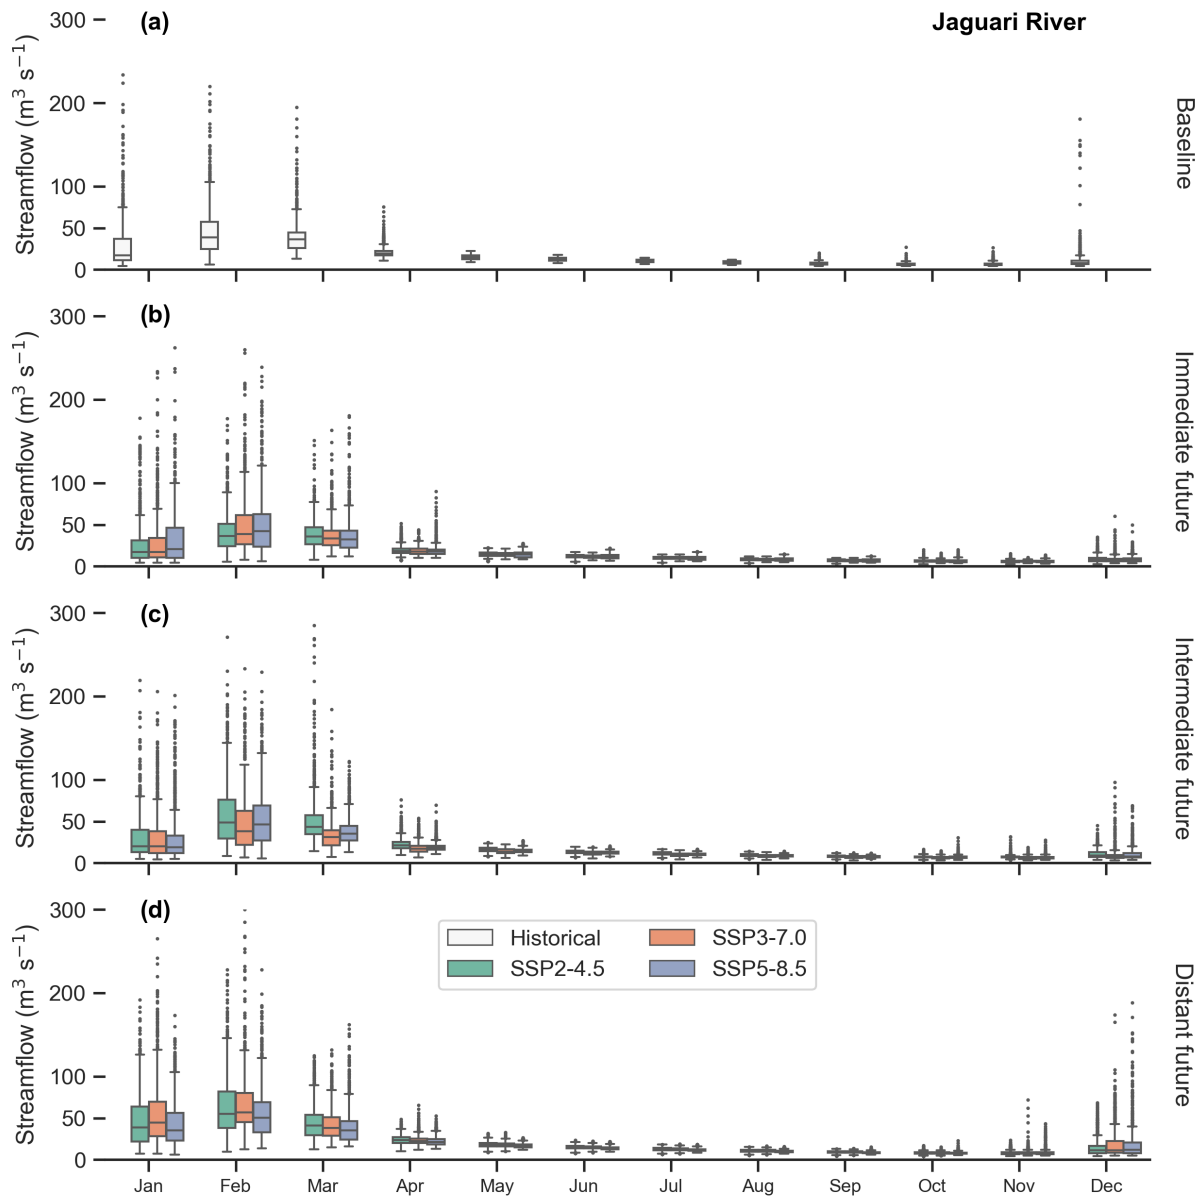 (a)
Jaguari River
300
200
100
50
0
Streamflow (m³ s⁻¹)
Baseline
(b)
300
200
100
50
0
Streamflow (m³ s⁻¹)
Immediate future
(c)
300
200
100
50
0
Streamflow (m³ s⁻¹)
Intermediate future
(d)
300
200
100
50
0
Streamflow (m³ s⁻¹)
Distant future
Historical
SSP2-4.5
SSP3-7.0
SSP5-8.5
Jan Feb Mar Apr May Jun Jul Aug Sep Oct Nov Dec